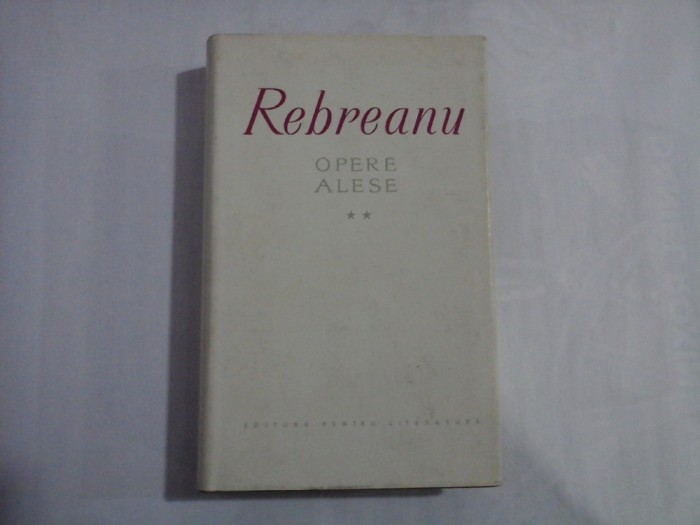 Rebreanu
OPERE
ALESE
★★
EDITURA PENTRU LITERATURĂ